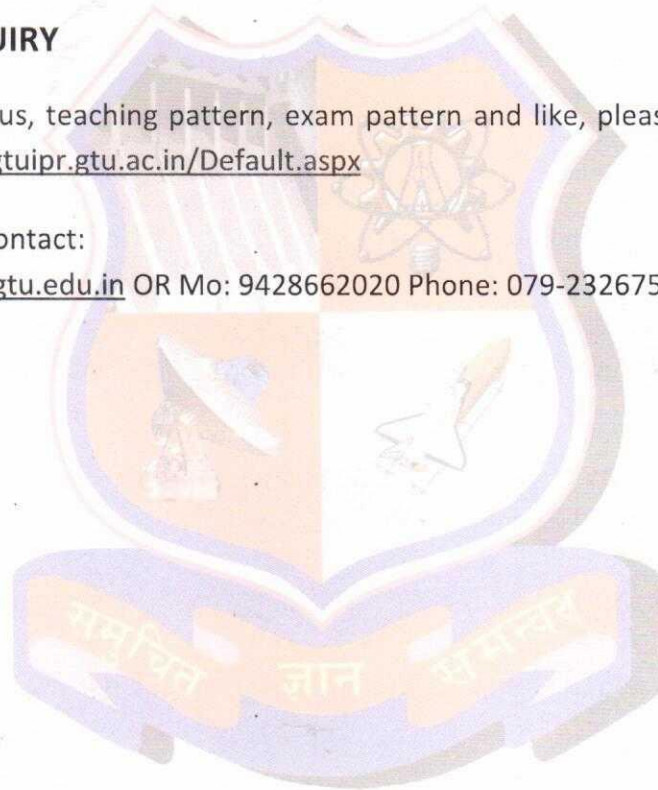 UIRY
us, teaching pattern, exam pattern and like, pleas
gtuipr.gtu.ac.in/Default.aspx
ontact:
gtu.edu.in OR Mo: 9428662020 Phone: 079-232675
समुचित ज्ञान समन्वय